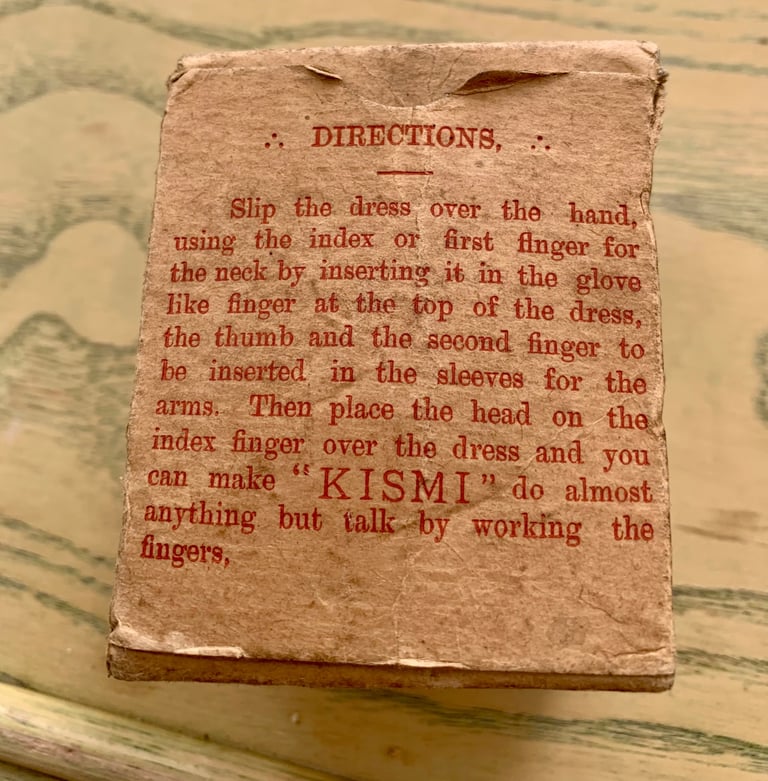 ∴ DIRECTIONS, ∴
Slip the dress over the hand,
using the index or first finger for
the neck by inserting it in the glove
like finger at the top of the dress,
the thumb and the second finger to
be inserted in the sleeves for the
arms. Then place the head on the
index finger over the dress and you
can make "KISMI" do almost
anything but talk by working the
fingers,